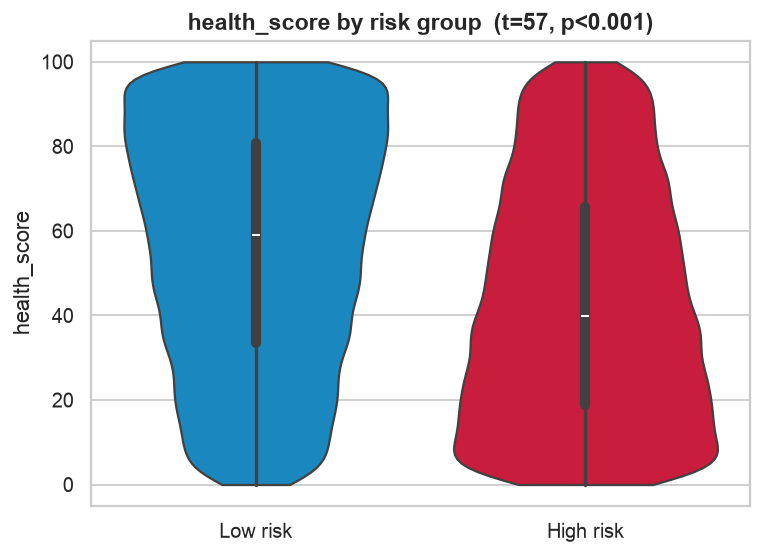 health_score by risk group  (t=57, p<0.001)
health_score
100
80
60
40
20
0
Low risk
High risk